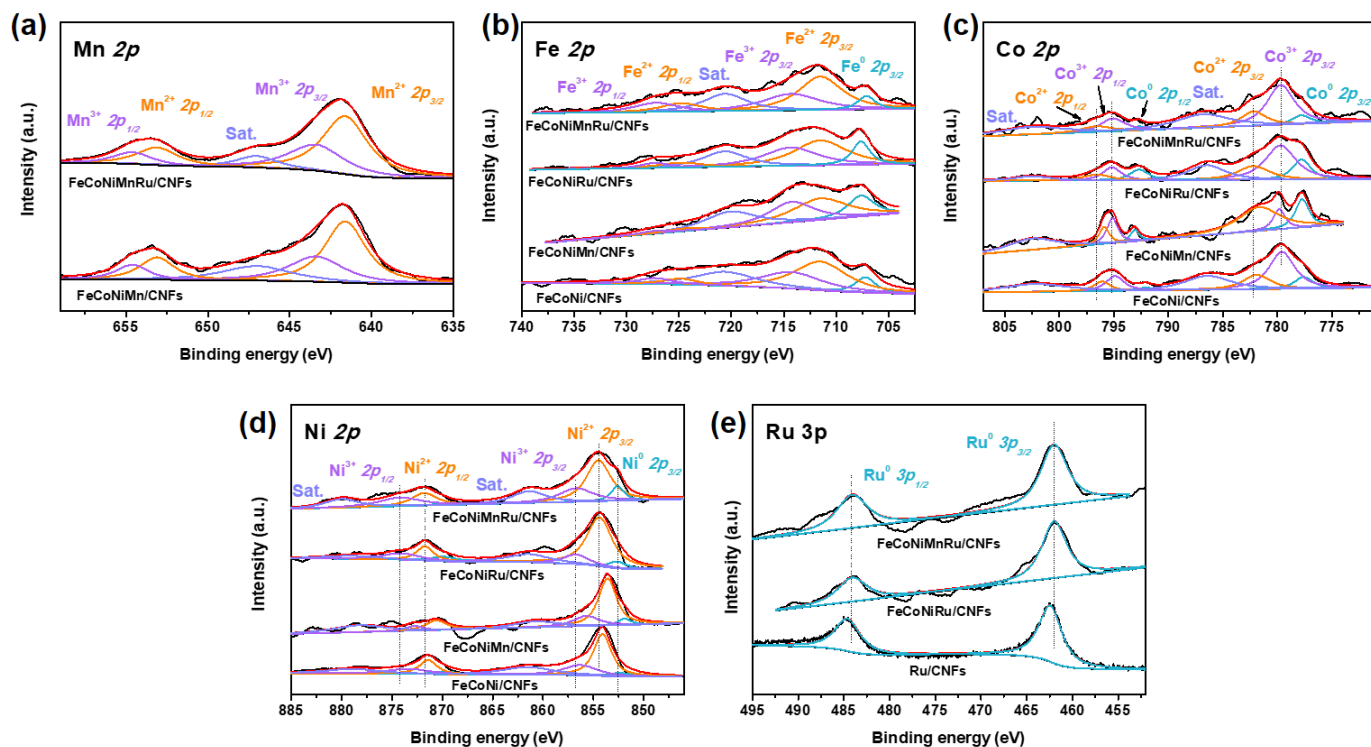 (a)
Mn 2p
Mn³⁺ 2p₁/₂
Mn²⁺ 2p₁/₂
Sat.
Mn³⁺ 2p₃/₂
Mn²⁺ 2p₃/₂
FeCoNiMnRu/CNFs
FeCoNiMn/CNFs
Intensity (a.u.)
655 650 645 640 635
Binding energy (eV)
(b)
Fe 2p
Fe³⁺ 2p₁/₂
Fe²⁺ 2p₁/₂
Sat.
Fe³⁺ 2p₃/₂
Fe²⁺ 2p₃/₂
Fe⁰ 2p₃/₂
FeCoNiMnRu/CNFs
FeCoNiRu/CNFs
FeCoNiMn/CNFs
FeCoNi/CNFs
Intensity (a.u.)
740 735 730 725 720 715 710 705
Binding energy (eV)
(c)
Co 2p
Sat.
Co²⁺ 2p₁/₂
Co³⁺ 2p₁/₂
Co⁰ 2p₁/₂
Sat.
Co²⁺ 2p₃/₂
Co³⁺ 2p₃/₂
Co⁰ 2p₃/₂
FeCoNiMnRu/CNFs
FeCoNiRu/CNFs
FeCoNiMn/CNFs
FeCoNi/CNFs
Intensity (a.u.)
805 800 795 790 785 780 775
Binding energy (eV)
(d)
Ni 2p
Sat.
Ni³⁺ 2p₁/₂
Ni²⁺ 2p₁/₂
Sat.
Ni³⁺ 2p₃/₂
Ni²⁺ 2p₃/₂
Ni⁰ 2p₃/₂
FeCoNiMnRu/CNFs
FeCoNiRu/CNFs
FeCoNiMn/CNFs
FeCoNi/CNFs
Intensity (a.u.)
885 880 875 870 865 860 855 850
Binding energy (eV)
(e)
Ru 3p
Ru⁰ 3p₁/₂
Ru⁰ 3p₃/₂
FeCoNiMnRu/CNFs
FeCoNiRu/CNFs
Ru/CNFs
Intensity (a.u.)
495 490 485 480 475 470 465 460 455
Binding energy (eV)